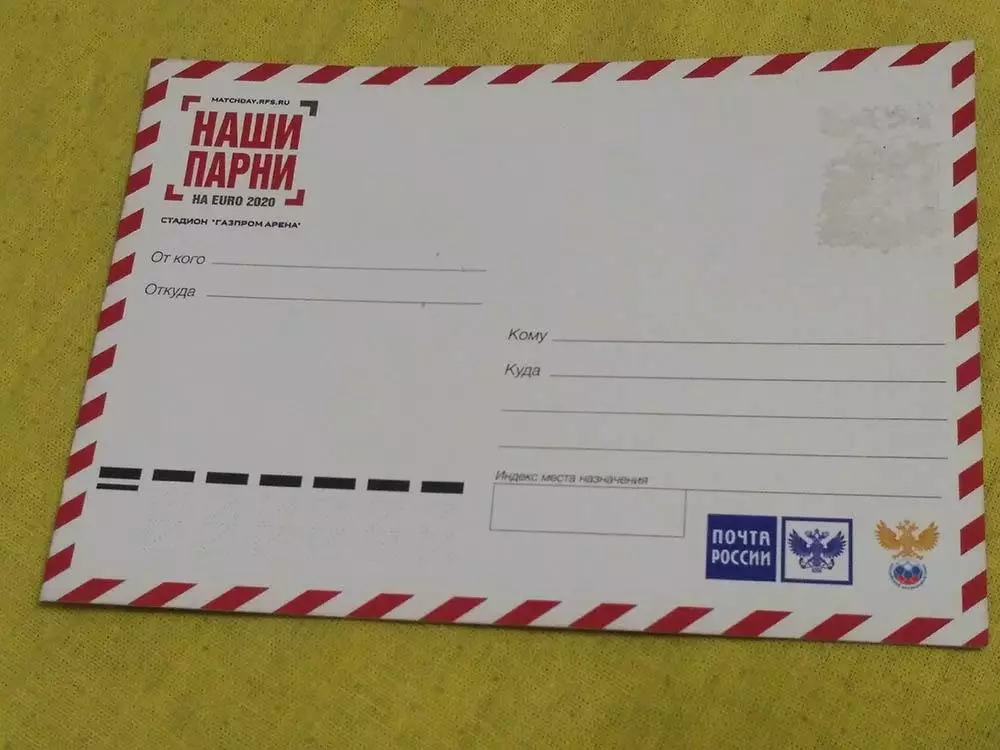 MATCHDAY.RFS.RU
НАШИ
ПАРНИ
НА EURO 2020
СТАДИОН "ГАЗПРОМ АРЕНА"
От кого
Откуда
Кому
Куда
Индекс места назначения
ПОЧТА
РОССИИ